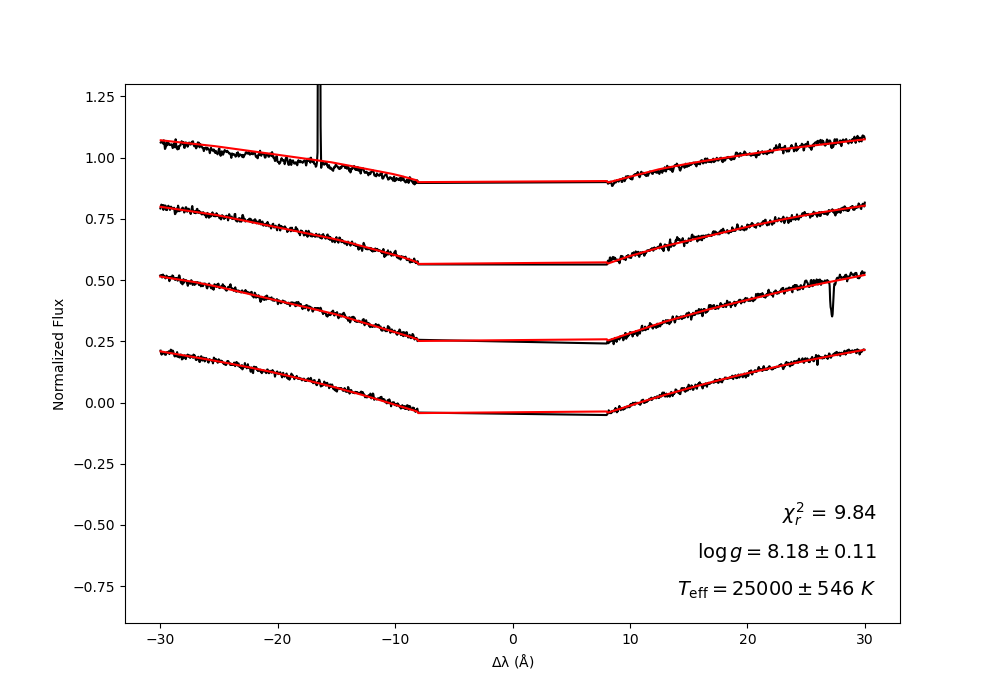 1.25
1.00
0.75
0.50
0.25
0.00
−0.25
−0.50
−0.75
Normalized Flux
χ²ᵣ = 9.84
log g = 8.18 ± 0.11
T_eff = 25000 ± 546 K
−30 −20 −10 0 10 20 30
Δλ (Å)